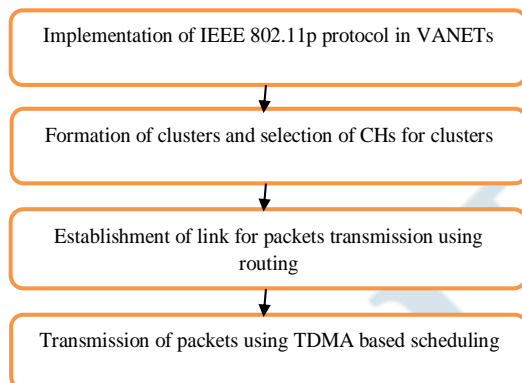 Implementation of IEEE 802.11p protocol in VANETs
Formation of clusters and selection of CHs for clusters
Establishment of link for packets transmission using
routing
Transmission of packets using TDMA based scheduling